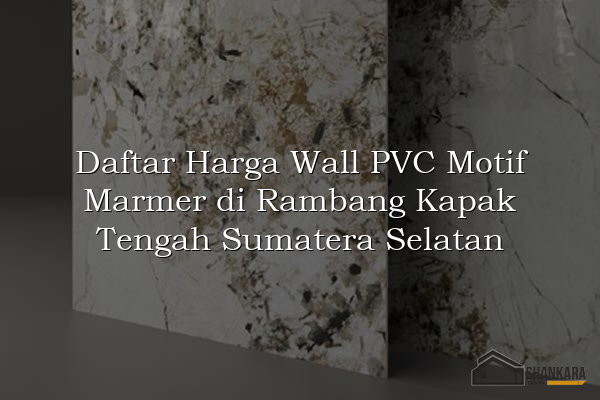 Daftar Harga Wall PVC Motif
Marmer di Rambang Kapak
Tengah Sumatera Selatan
SHANKARA